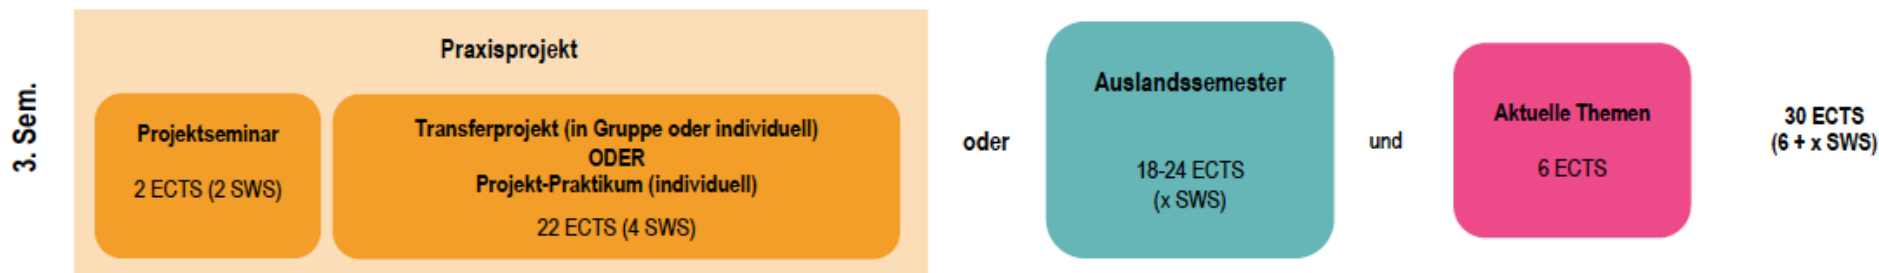 3. Sem.
Praxisprojekt
Projektseminar
2 ECTS (2 SWS)
Transferprojekt (in Gruppe oder individuell)
ODER
Projekt-Praktikum (individuell)
22 ECTS (4 SWS)
oder
Auslandssemester
18-24 ECTS
(x SWS)
und
Aktuelle Themen
6 ECTS
30 ECTS
(6 + x SWS)